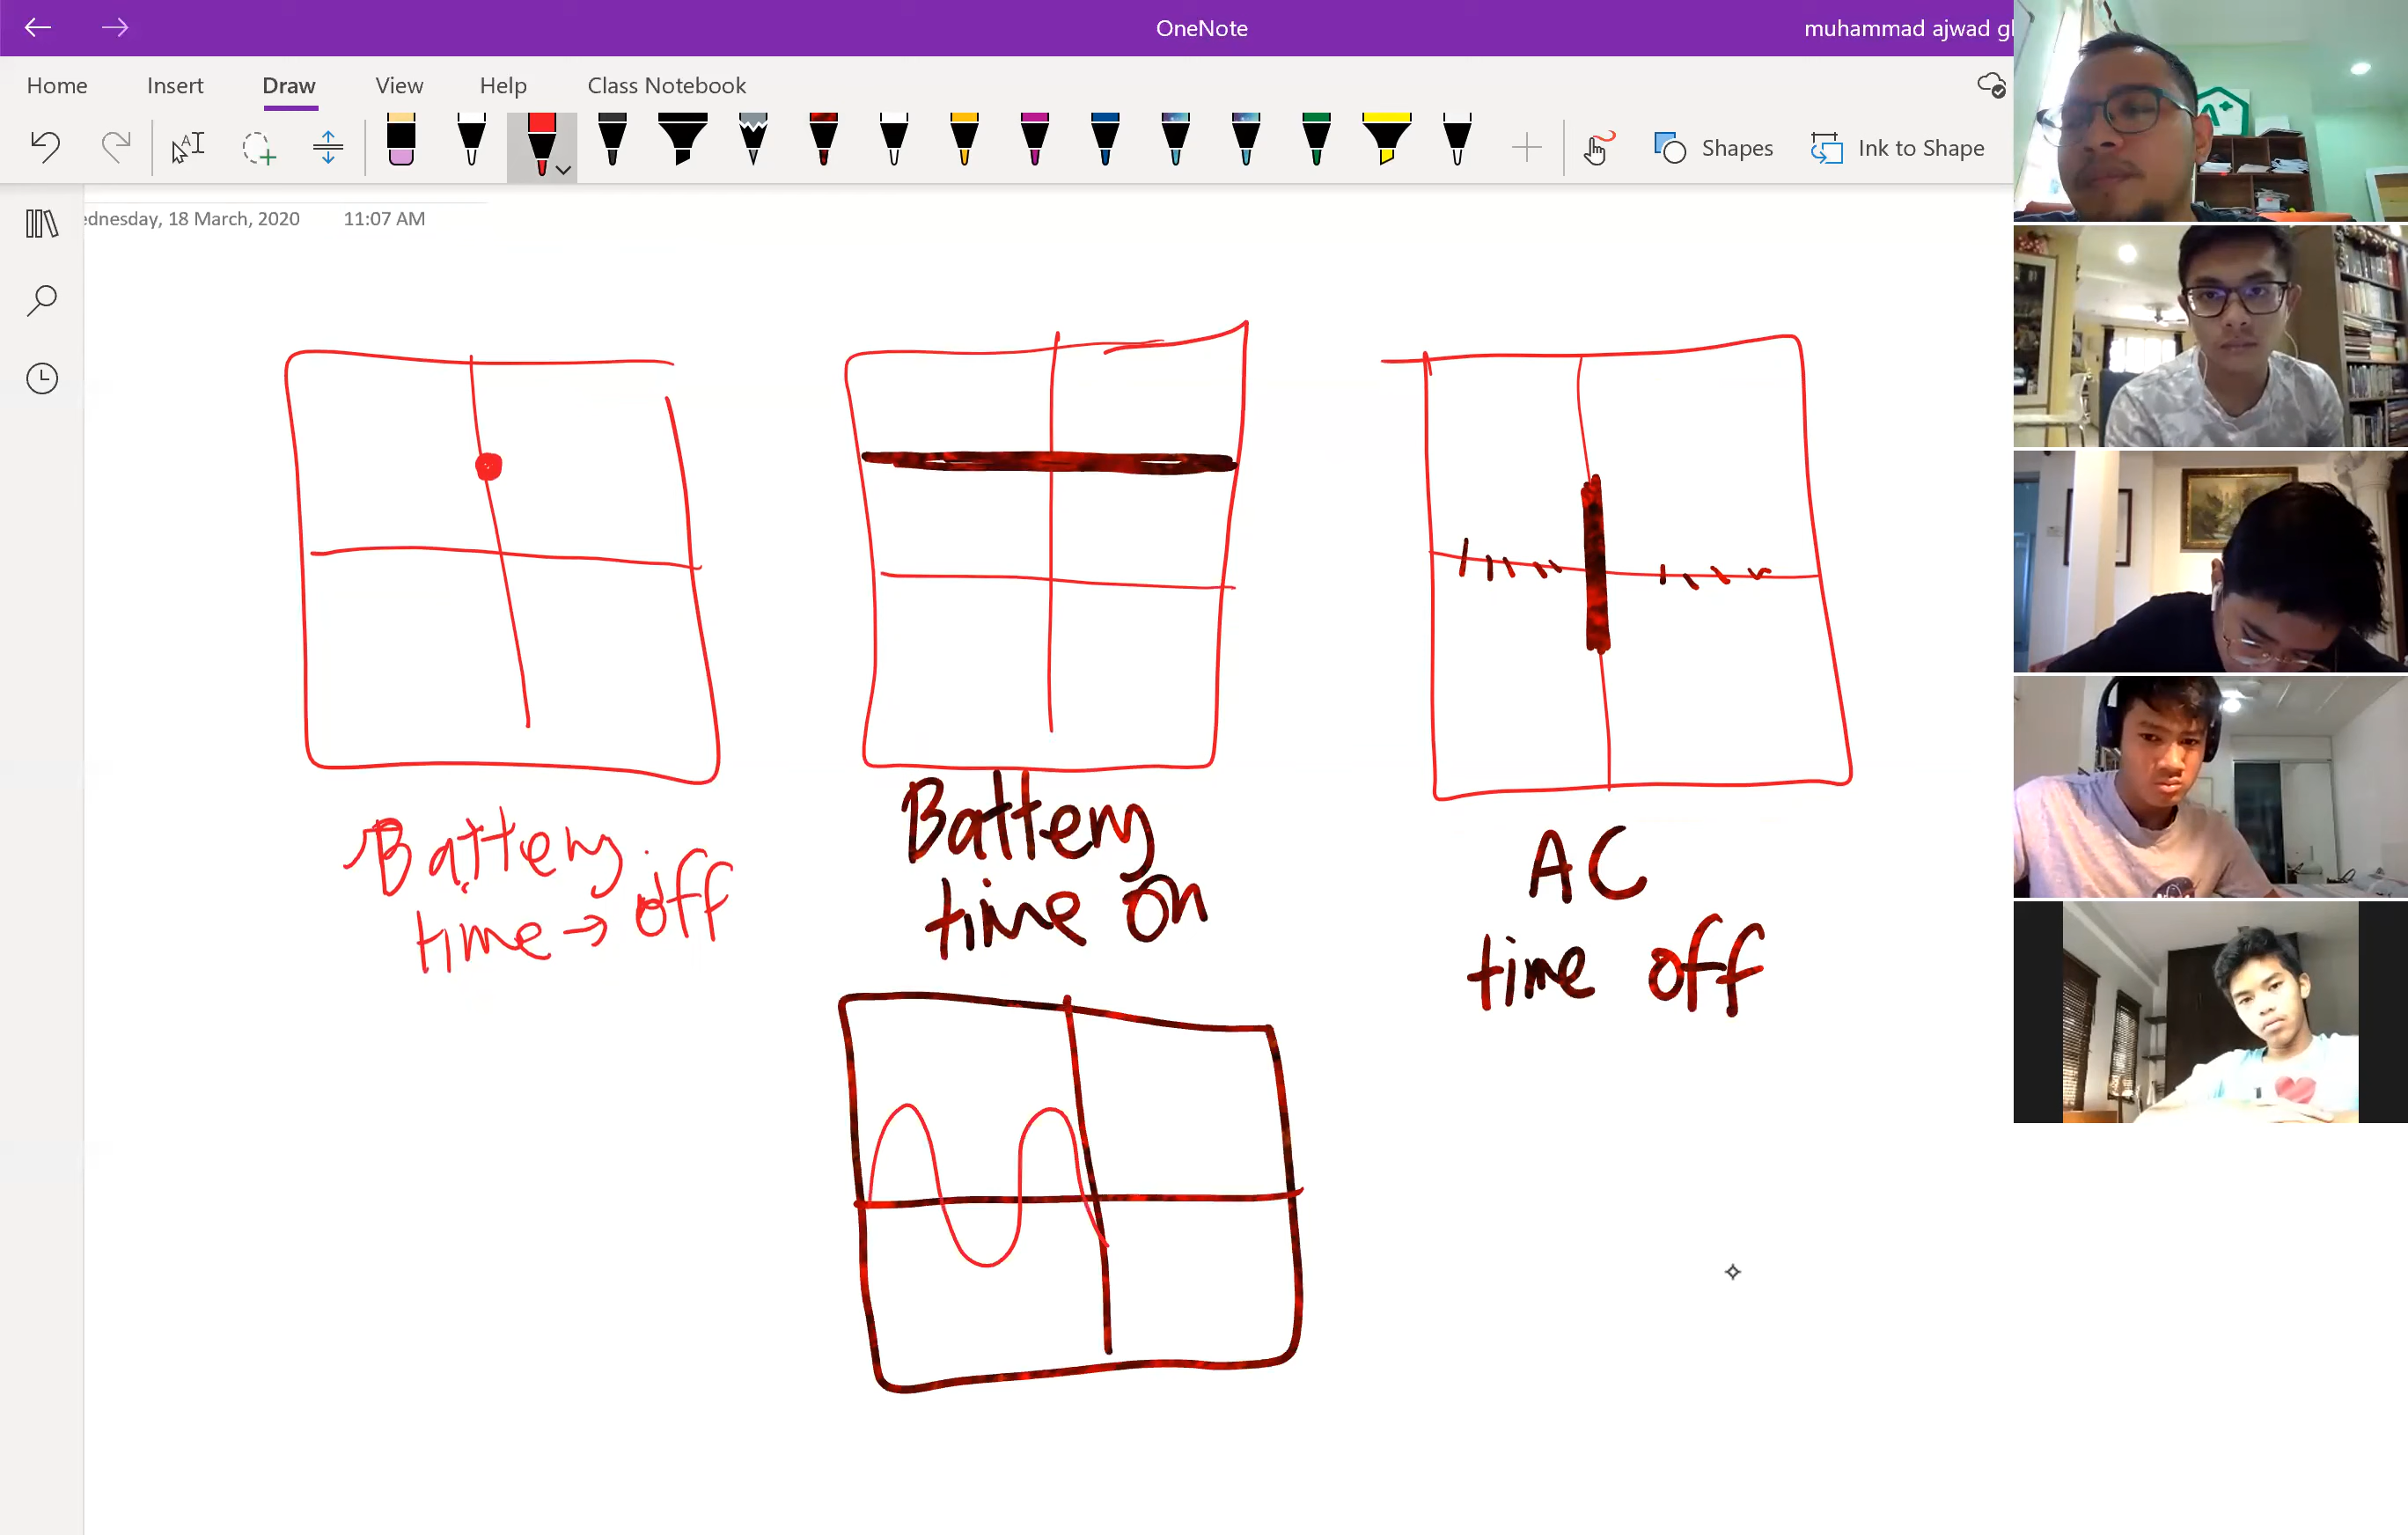 OneNote
muhammad ajwad gl
Home Insert Draw View Help Class Notebook
Shapes
Ink to Shape
ednesday, 18 March, 2020 11:07 AM
A+
Battery
time → off
Battery
time on
AC
time off